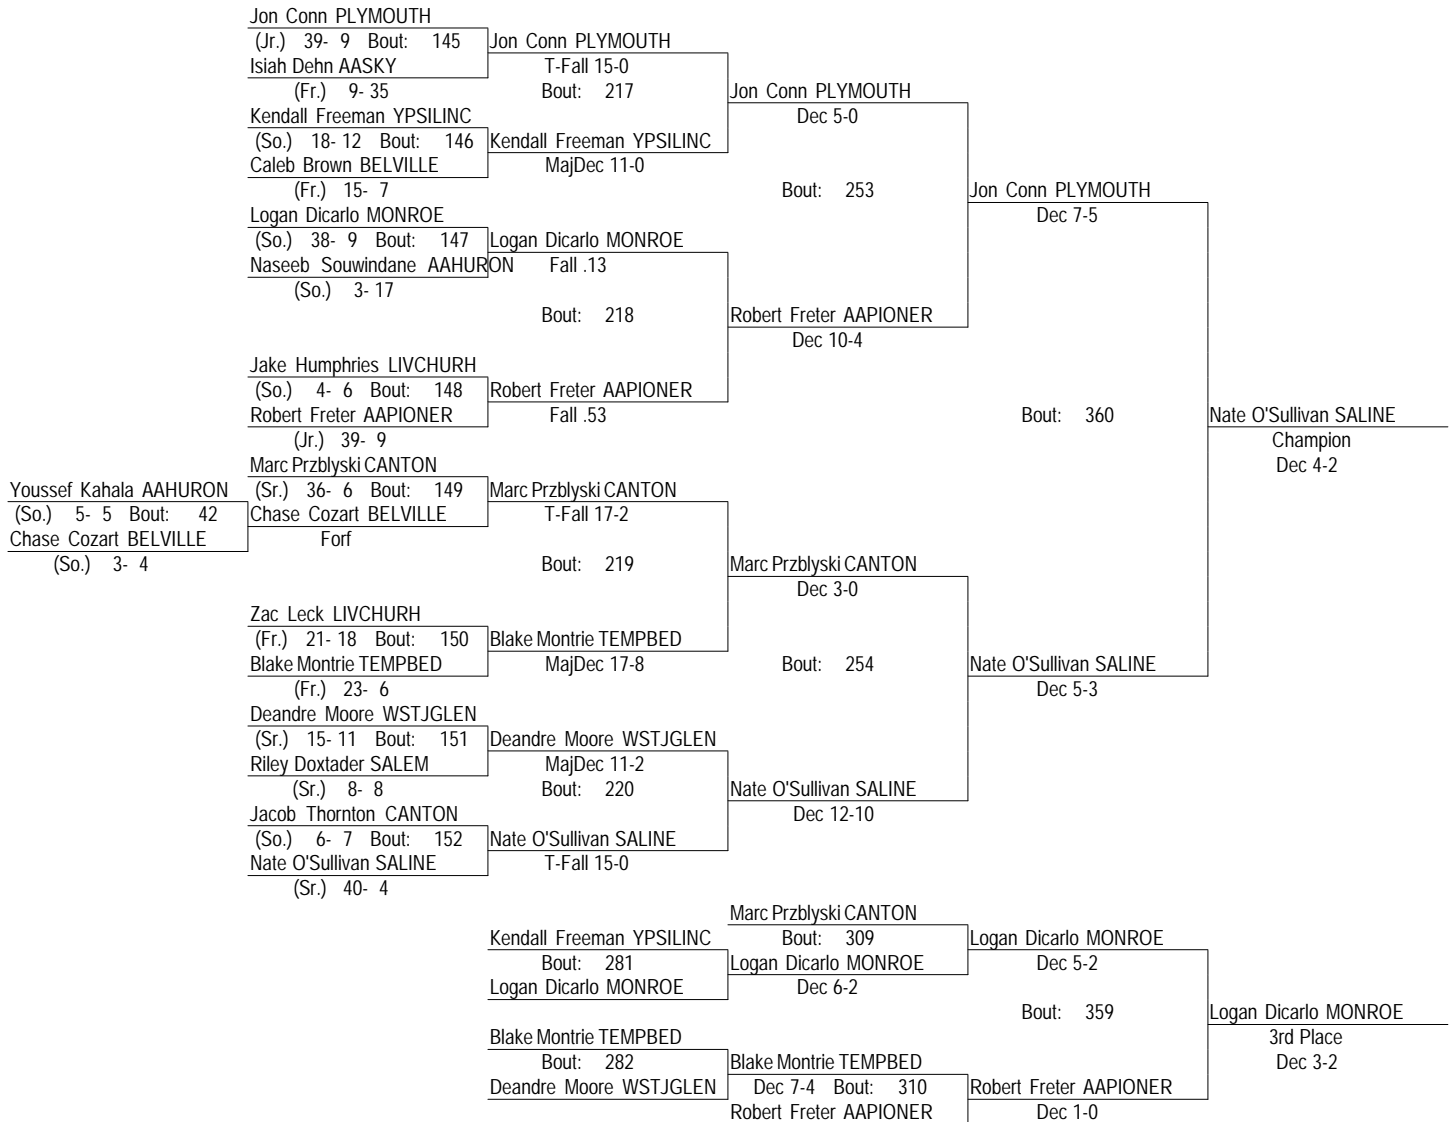 Jon Conn PLYMOUTH
(Jr.) 39- 9 Bout: 145 Jon Conn PLYMOUTH
Isiah Dehn AASKY T-Fall 15-0
(Fr.) 9- 35 Bout: 217 Jon Conn PLYMOUTH
Kendall Freeman YPSILINC Dec 5-0
(So.) 18- 12 Bout: 146 Kendall Freeman YPSILINC
Caleb Brown BELVILLE MajDec 11-0
(Fr.) 15- 7 Bout: 253 Jon Conn PLYMOUTH
Logan Dicarlo MONROE Dec 7-5
(So.) 38- 9 Bout: 147 Logan Dicarlo MONROE
Naseeb Souwindane AAHURON Fall .13
(So.) 3- 17
Bout: 218 Robert Freter AAPIONER
Dec 10-4
Jake Humphries LIVCHURH
(So.) 4- 6 Bout: 148 Robert Freter AAPIONER
Robert Freter AAPIONER Fall .53 Bout: 360 Nate O'Sullivan SALINE
(Jr.) 39- 9 Champion
Marc Przblyski CANTON Dec 4-2
Youssef Kahala AAHURON (Sr.) 36- 6 Bout: 149 Marc Przblyski CANTON
(So.) 5- 5 Bout: 42 Chase Cozart BELVILLE T-Fall 17-2
Chase Cozart BELVILLE Forf
(So.) 3- 4 Bout: 219 Marc Przblyski CANTON
Dec 3-0
Zac Leck LIVCHURH
(Fr.) 21- 18 Bout: 150 Blake Montrie TEMPBED
Blake Montrie TEMPBED MajDec 17-8 Bout: 254 Nate O'Sullivan SALINE
(Fr.) 23- 6 Dec 5-3
Deandre Moore WSTJGLEN
(Sr.) 15- 11 Bout: 151 Deandre Moore WSTJGLEN
Riley Doxtader SALEM MajDec 11-2
(Sr.) 8- 8 Bout: 220 Nate O'Sullivan SALINE
Jacob Thornton CANTON Dec 12-10
(So.) 6- 7 Bout: 152 Nate O'Sullivan SALINE
Nate O'Sullivan SALINE T-Fall 15-0
(Sr.) 40- 4
Marc Przblyski CANTON
Kendall Freeman YPSILINC Bout: 309 Logan Dicarlo MONROE
Bout: 281 Logan Dicarlo MONROE Dec 5-2
Logan Dicarlo MONROE Dec 6-2
Bout: 359 Logan Dicarlo MONROE
Blake Montrie TEMPBED 3rd Place
Bout: 282 Blake Montrie TEMPBED Dec 3-2
Deandre Moore WSTJGLEN Dec 7-4 Bout: 310 Robert Freter AAPIONER
Robert Freter AAPIONER Dec 1-0